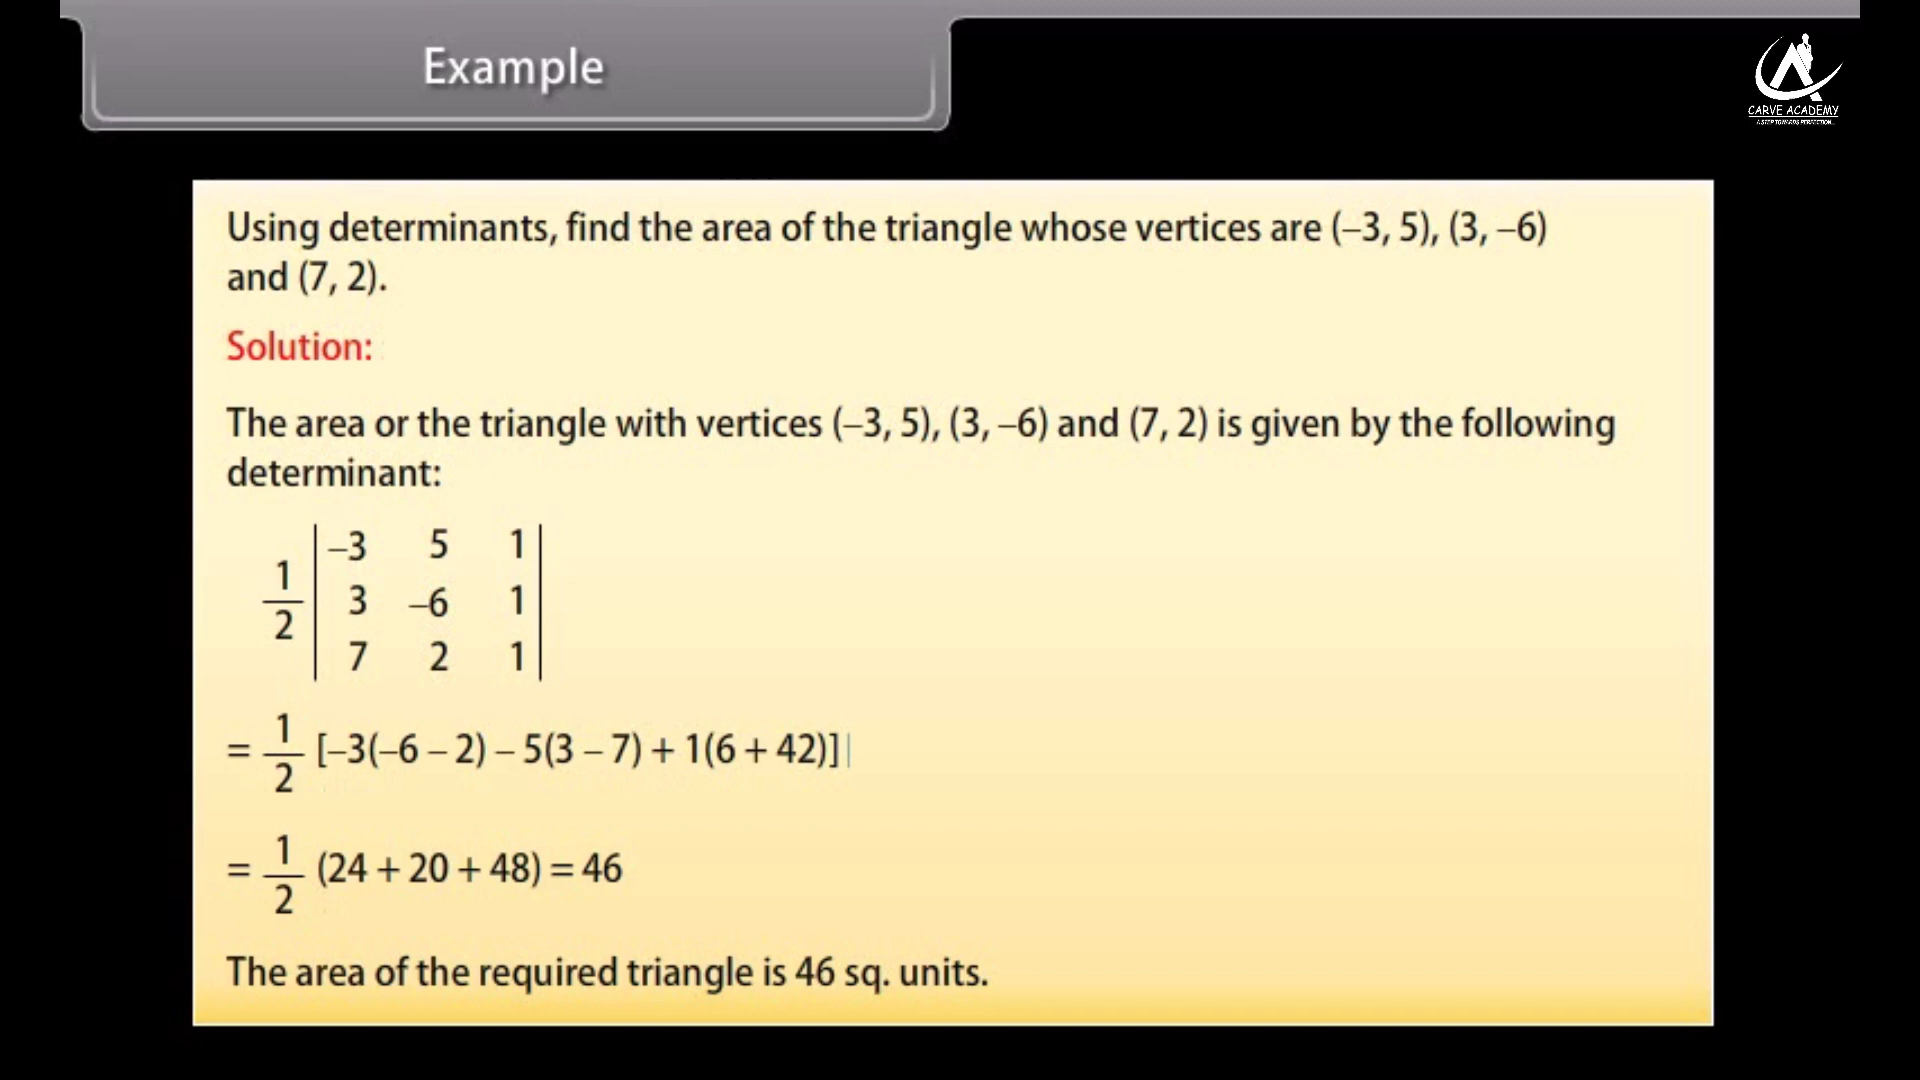 Example
CARVE ACADEMY
A STEP TOWARDS PERFECTION...
Using determinants, find the area of the triangle whose vertices are (–3, 5), (3, –6)
and (7, 2).
Solution:
The area or the triangle with vertices (–3, 5), (3, –6) and (7, 2) is given by the following
determinant:
1/2 | –3 5 1 |
| 3 –6 1 |
| 7 2 1 |
= 1/2 [–3(–6 – 2) – 5(3 – 7) + 1(6 + 42)]
= 1/2 (24 + 20 + 48) = 46
The area of the required triangle is 46 sq. units.